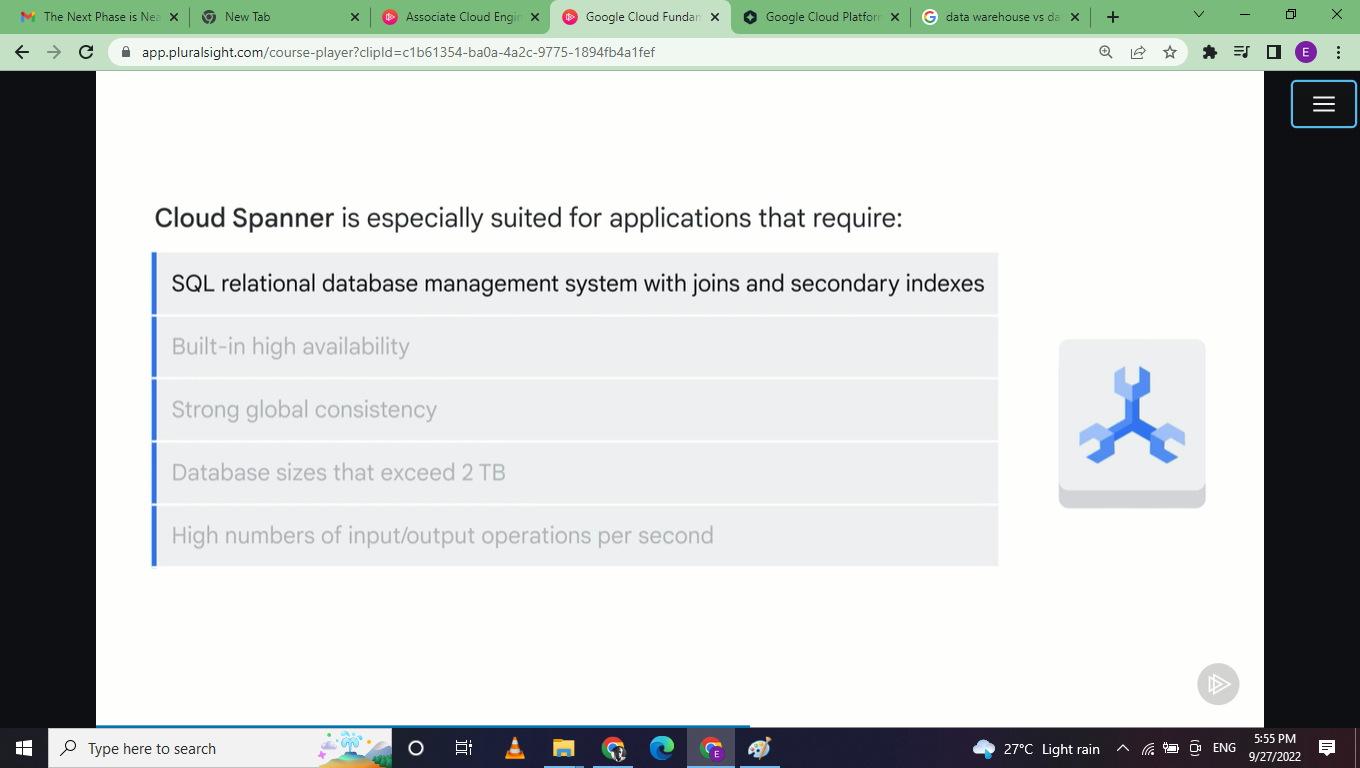 The Next Phase is Nea
New Tab
Associate Cloud Engin
Google Cloud Fundam
Google Cloud Platform
data warehouse vs da
app.pluralsight.com/course-player?clipId=c1b61354-ba0a-4a2c-9775-1894fb4a1fef
E
Cloud Spanner is especially suited for applications that require:
SQL relational database management system with joins and secondary indexes
Built-in high availability
Strong global consistency
Database sizes that exceed 2 TB
High numbers of input/output operations per second
Type here to search
E
27°C Light rain
ENG
5:55 PM
9/27/2022